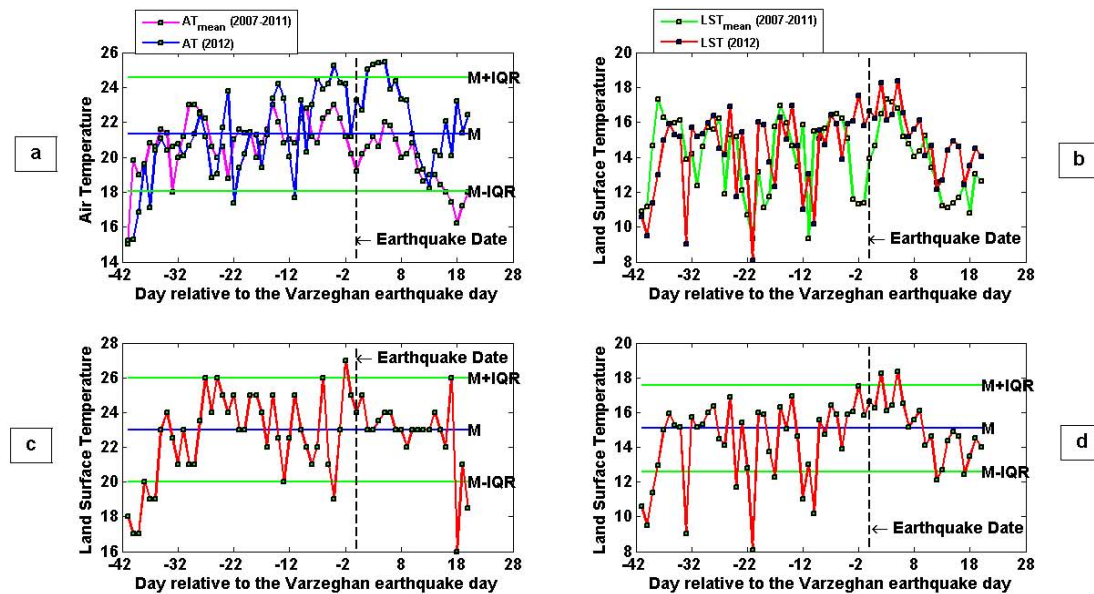 a
ATmean (2007-2011)
AT (2012)
Air Temperature
26
24
22
20
18
16
14
M+IQR
M
M-IQR
← Earthquake Date
-42 -32 -22 -12 -2 8 18 28
Day relative to the Varzeghan earthquake day
LSTmean (2007-2011)
LST (2012)
b
Land Surface Temperature
20
18
16
14
12
10
8
← Earthquake Date
-42 -32 -22 -12 -2 8 18 28
Day relative to the Varzeghan earthquake day
c
Land Surface Temperature
28
26
24
22
20
18
16
← Earthquake Date
M+IQR
M
M-IQR
-42 -32 -22 -12 -2 8 18 28
Day relative to the Varzeghan earthquake day
d
Land Surface Temperature
20
18
16
14
12
10
8
M+IQR
M
M-IQR
← Earthquake Date
-42 -32 -22 -12 -2 8 18 28
Day relative to the Varzeghan earthquake day